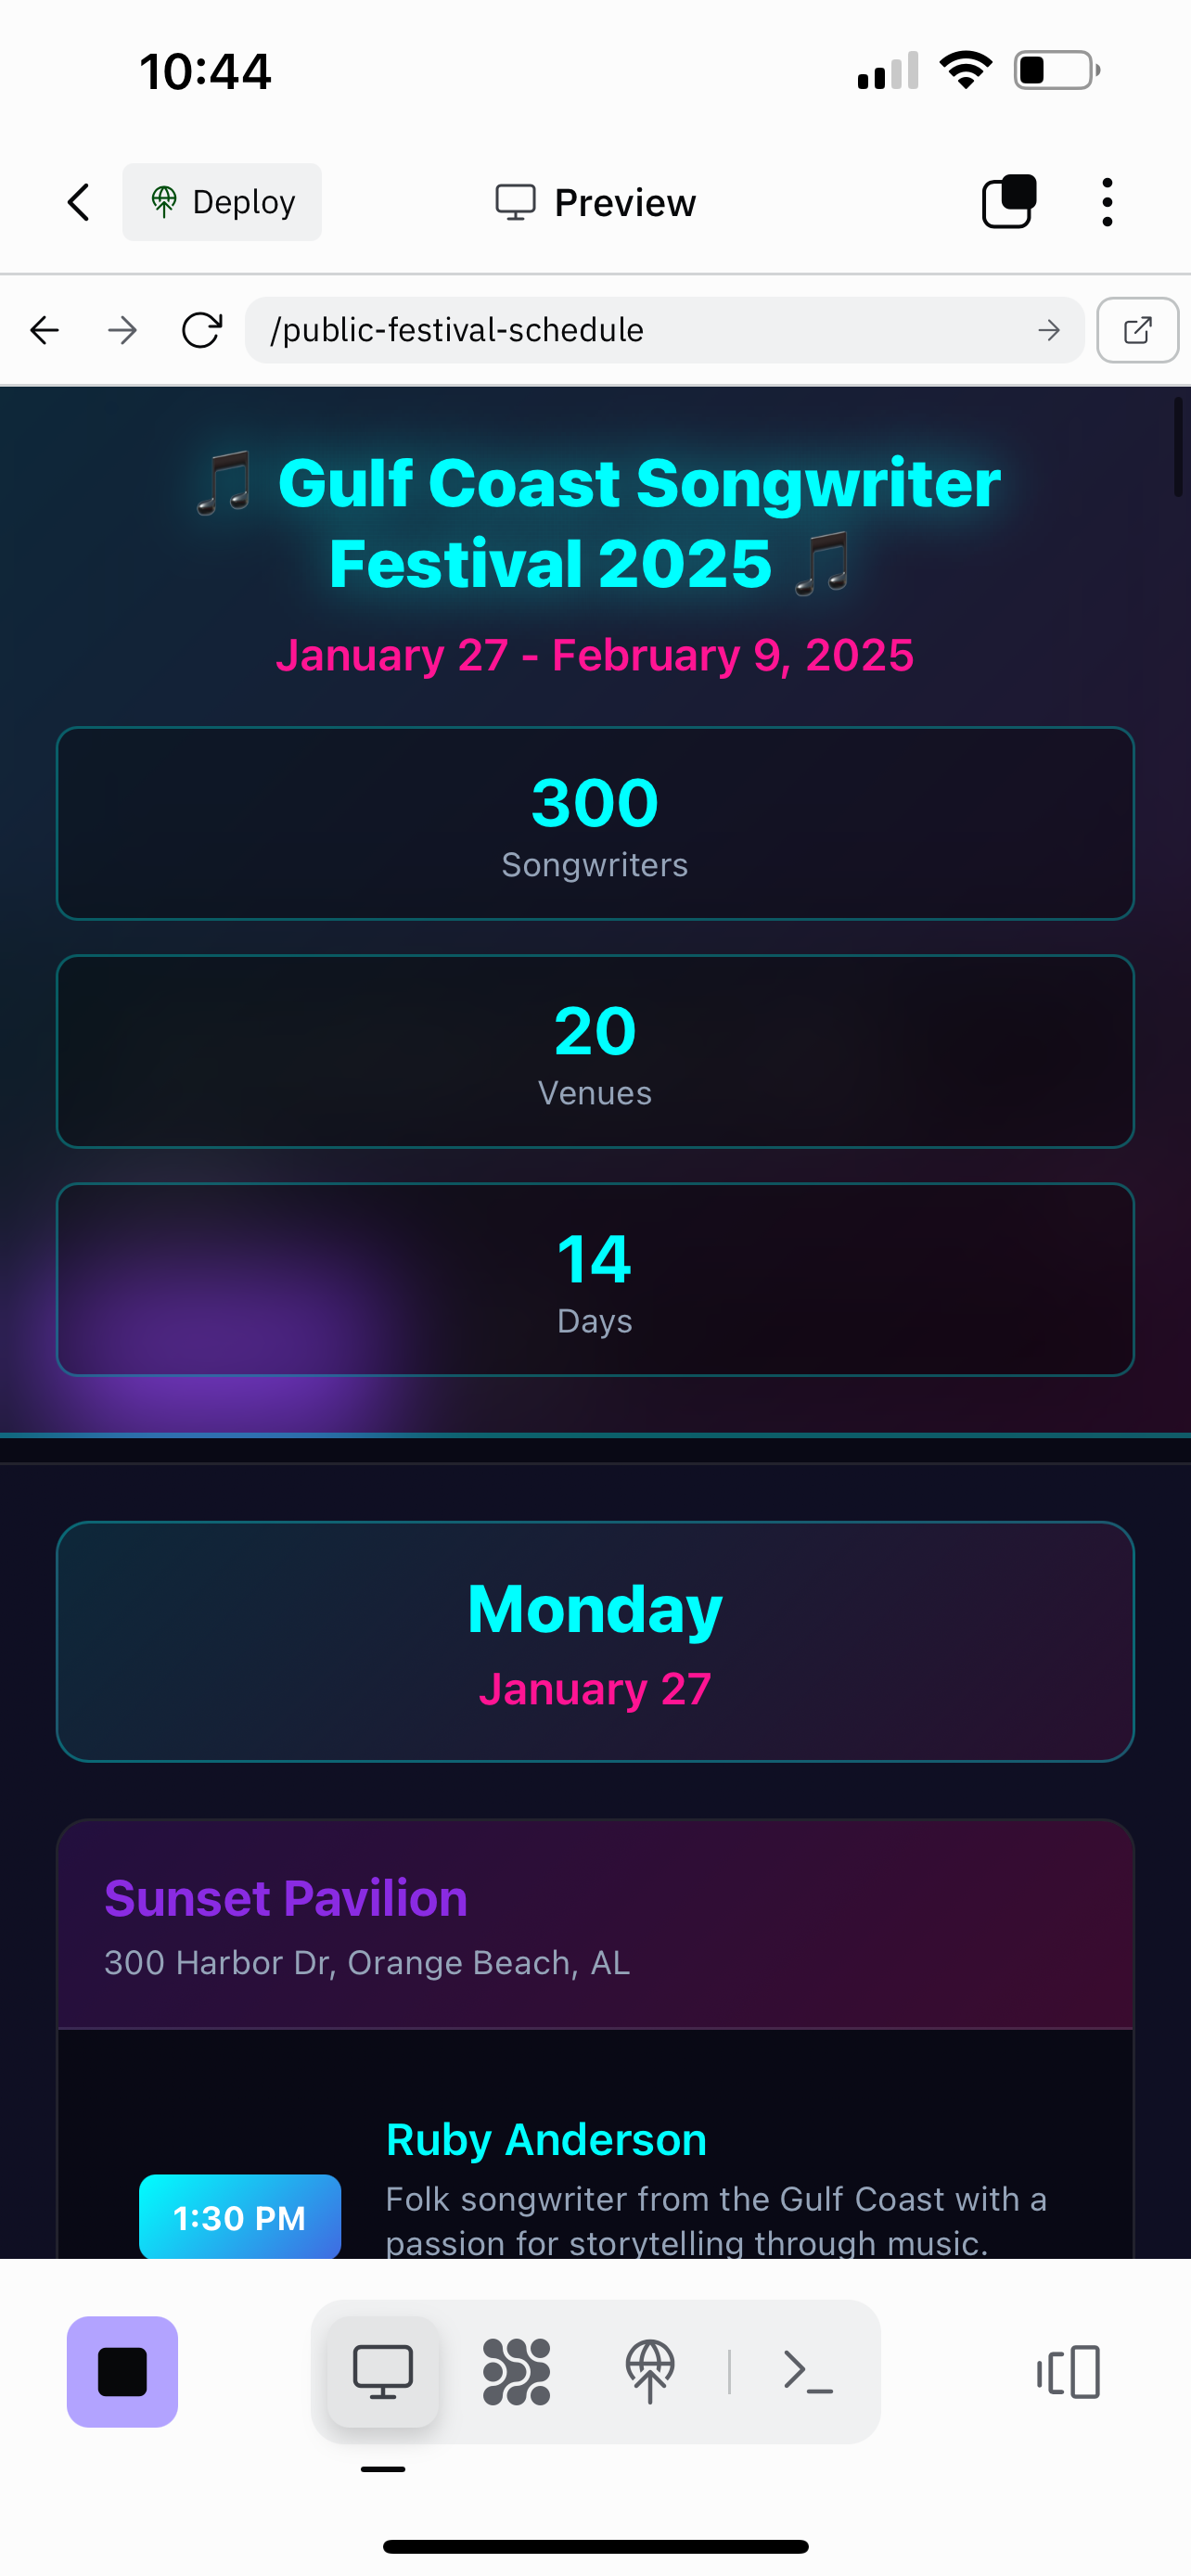 10:44
Deploy
Preview
/public-festival-schedule
🎵 Gulf Coast Songwriter
Festival 2025 🎵
January 27 - February 9, 2025
300
Songwriters
20
Venues
14
Days
Monday
January 27
Sunset Pavilion
300 Harbor Dr, Orange Beach, AL
Ruby Anderson
1:30 PM
Folk songwriter from the Gulf Coast with a
passion for storytelling through music.